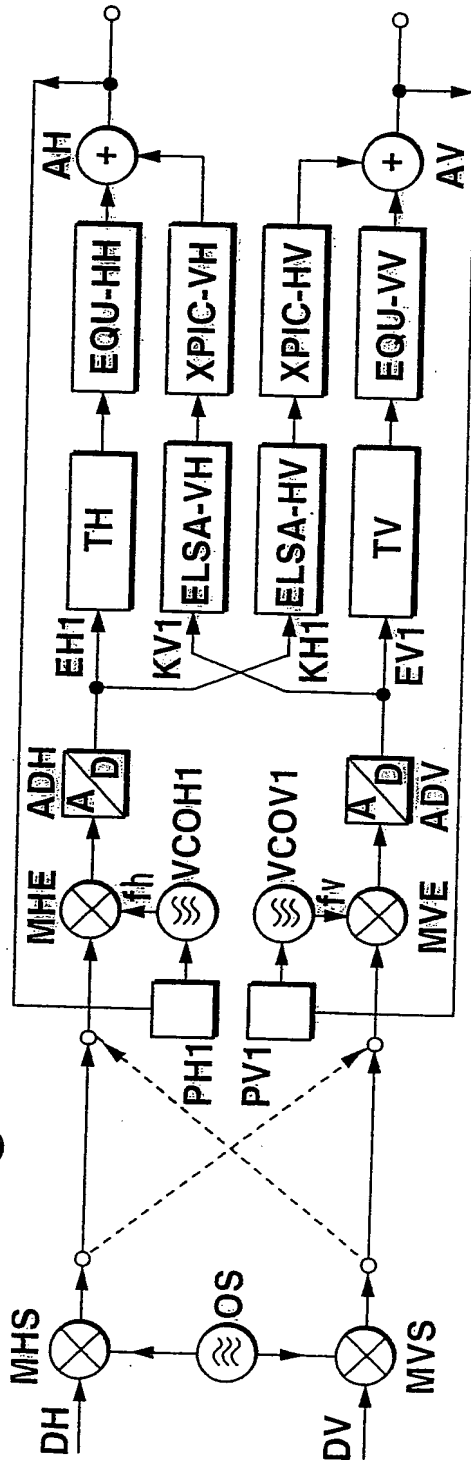 DH
MHS
OS
DV
MVS
MHE
ADH
A
D
fh
VCOH1
PH1
PV1
VCOV1
fv
MVE
A
D
ADV
EH1
KV1
KH1
EV1
TH
ELSA-VH
ELSA-HV
TV
EQU-HH
XPIC-VH
XPIC-HV
EQU-VV
AH
+
+
AV